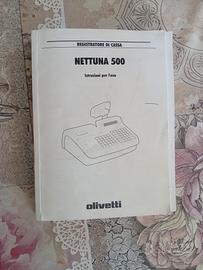 REGISTRATORE DI CASSA
NETTUNA 500
Istruzioni per l'uso
olivetti